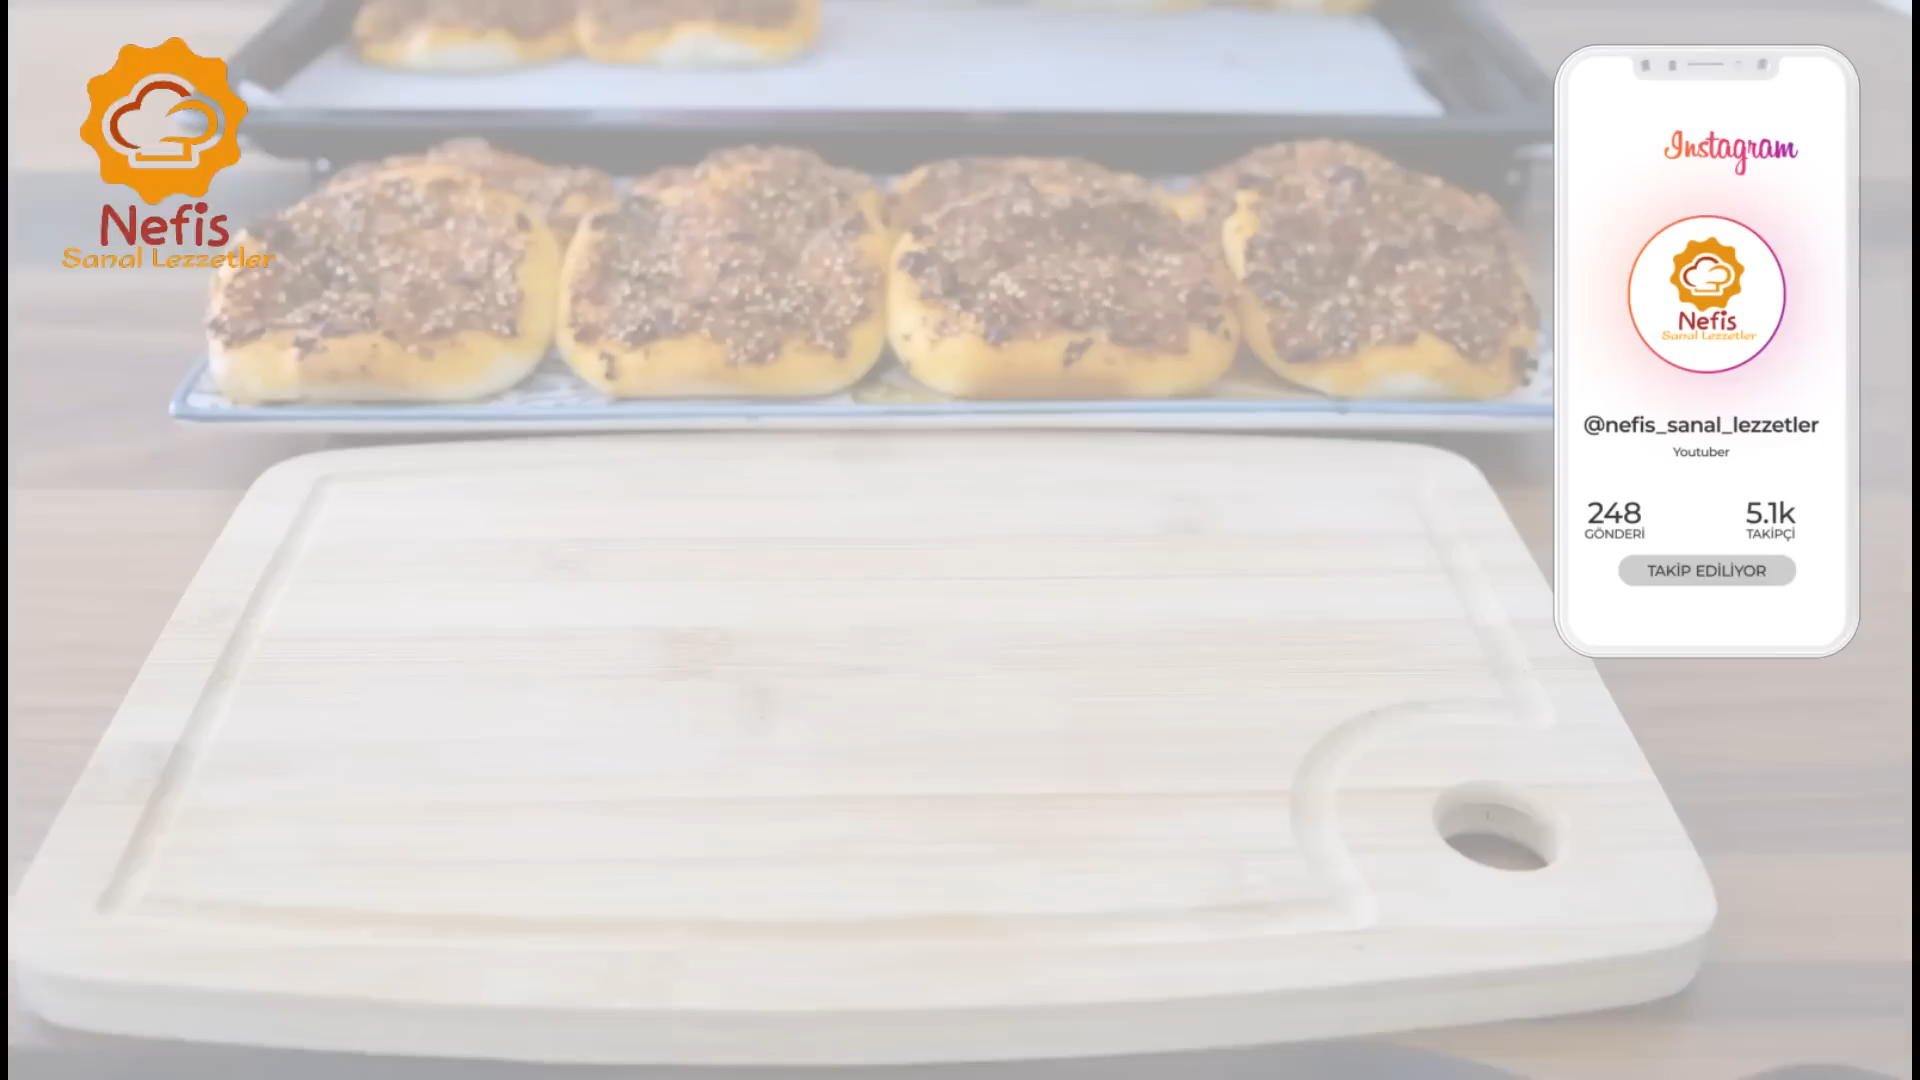 Nefis
Sanal Lezzetler
Instagram
Nefis
Sanal Lezzetler
@nefis_sanal_lezzetler
Youtuber
248
GÖNDERİ
5.1k
TAKİPÇİ
TAKİP EDİLİYOR